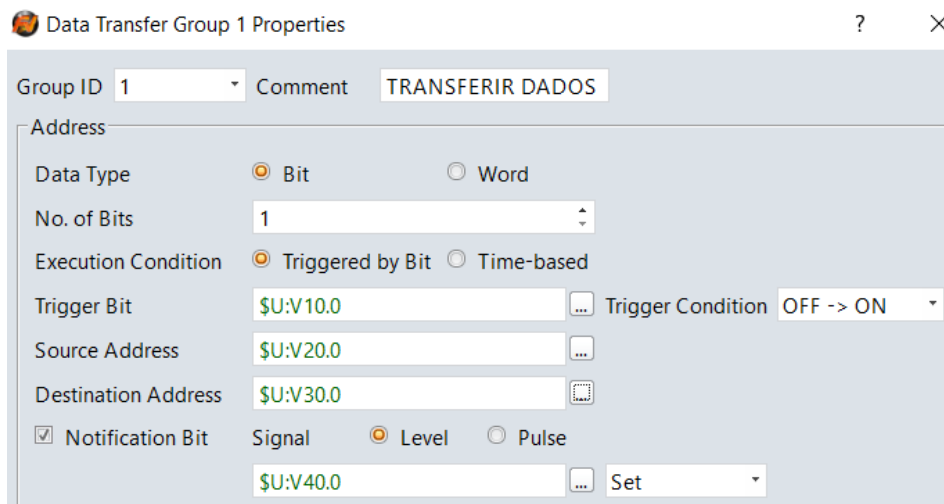 Data Transfer Group 1 Properties ? ×
Group ID 1 Comment TRANSFERIR DADOS
Address
Data Type Bit Word
No. of Bits 1
Execution Condition Triggered by Bit Time-based
Trigger Bit $U:V10.0 ... Trigger Condition OFF -> ON
Source Address $U:V20.0 ...
Destination Address $U:V30.0 ...
Notification Bit Signal Level Pulse
$U:V40.0 ... Set